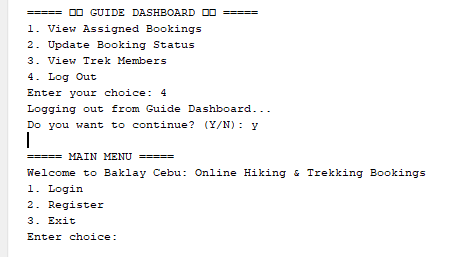 ===== □□ GUIDE DASHBOARD □□ =====
1. View Assigned Bookings
2. Update Booking Status
3. View Trek Members
4. Log Out
Enter your choice: 4
Logging out from Guide Dashboard...
Do you want to continue? (Y/N): y
===== MAIN MENU =====
Welcome to Baklay Cebu: Online Hiking & Trekking Bookings
1. Login
2. Register
3. Exit
Enter choice: